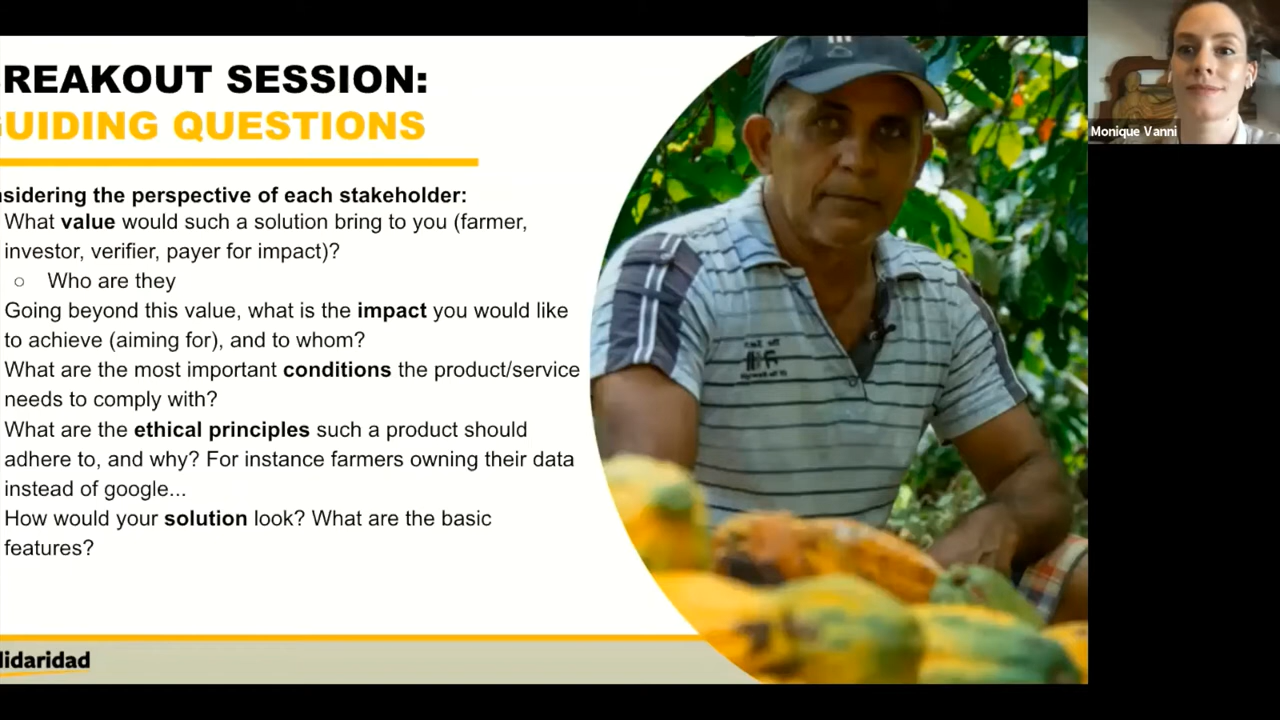 REAKOUT SESSION:
UIDING QUESTIONS
nsidering the perspective of each stakeholder:
What value would such a solution bring to you (farmer,
investor, verifier, payer for impact)?
○ Who are they
Going beyond this value, what is the impact you would like
to achieve (aiming for), and to whom?
What are the most important conditions the product/service
needs to comply with?
What are the ethical principles such a product should
adhere to, and why? For instance farmers owning their data
instead of google...
How would your solution look? What are the basic
features?
lidaridad
Monique Vanni